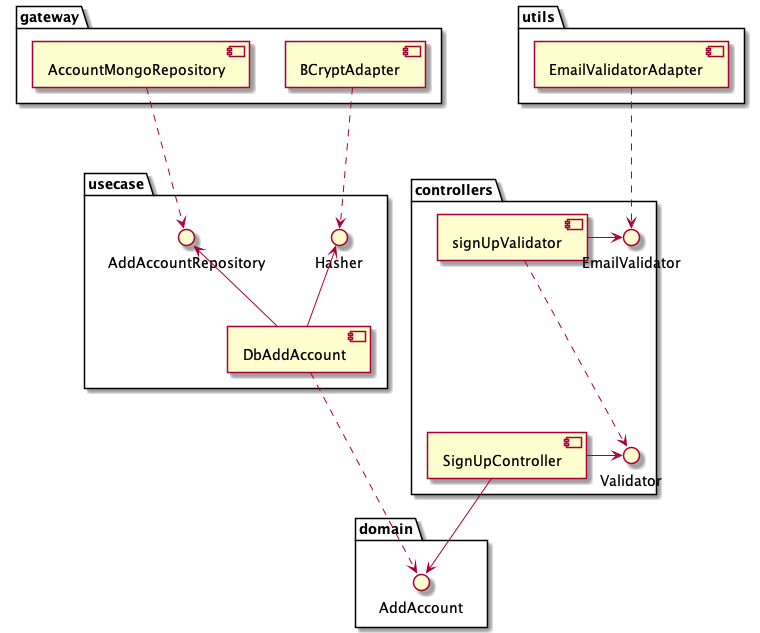 gateway
utils
AccountMongoRepository
BCryptAdapter
EmailValidatorAdapter
usecase
controllers
signUpValidator
AddAccountRepository
Hasher
EmailValidator
DbAddAccount
SignUpController
Validator
domain
AddAccount